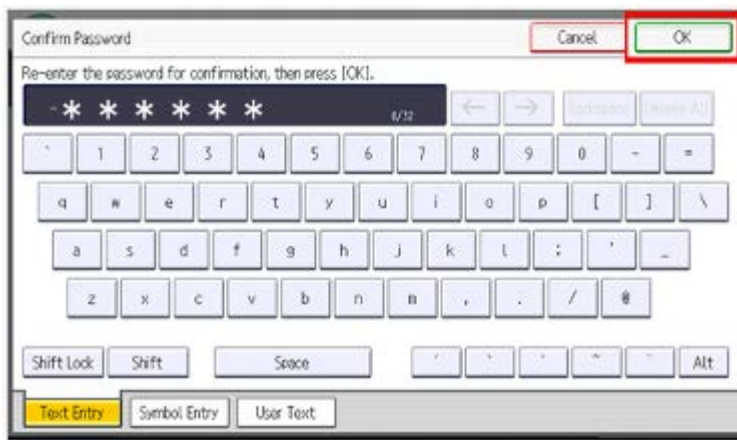 Confirm Password Cancel OK
Re-enter the password for confirmation, then press [OK].
* * * * * * 0/32 ← → Backspace Delete All
` 1 2 3 4 5 6 7 8 9 0 - =
q w e r t y u i o p [ ] \
a s d f g h j k l ; ' _
z x c v b n m , . / @
Shift Lock Shift Space ´ ` ^ ~ ¨ Alt
Text Entry Symbol Entry User Text